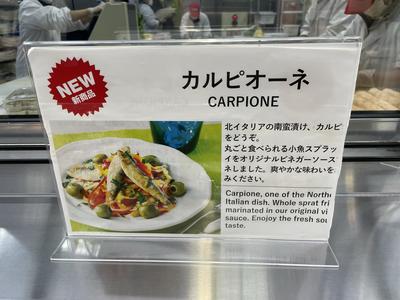 NEW
新商品
カルピオーネ
CARPIONE
北イタリアの南蛮漬け、カルピ
をどうぞ。
丸ごと食べられる小魚スプラッ
イをオリジナルビネガーソース
ネしました。爽やかな味わいを
みください。
Carpione, one of the Northe
Italian dish. Whole sprat fri
marinated in our original vi
sauce. Enojoy the fresh sou
taste.